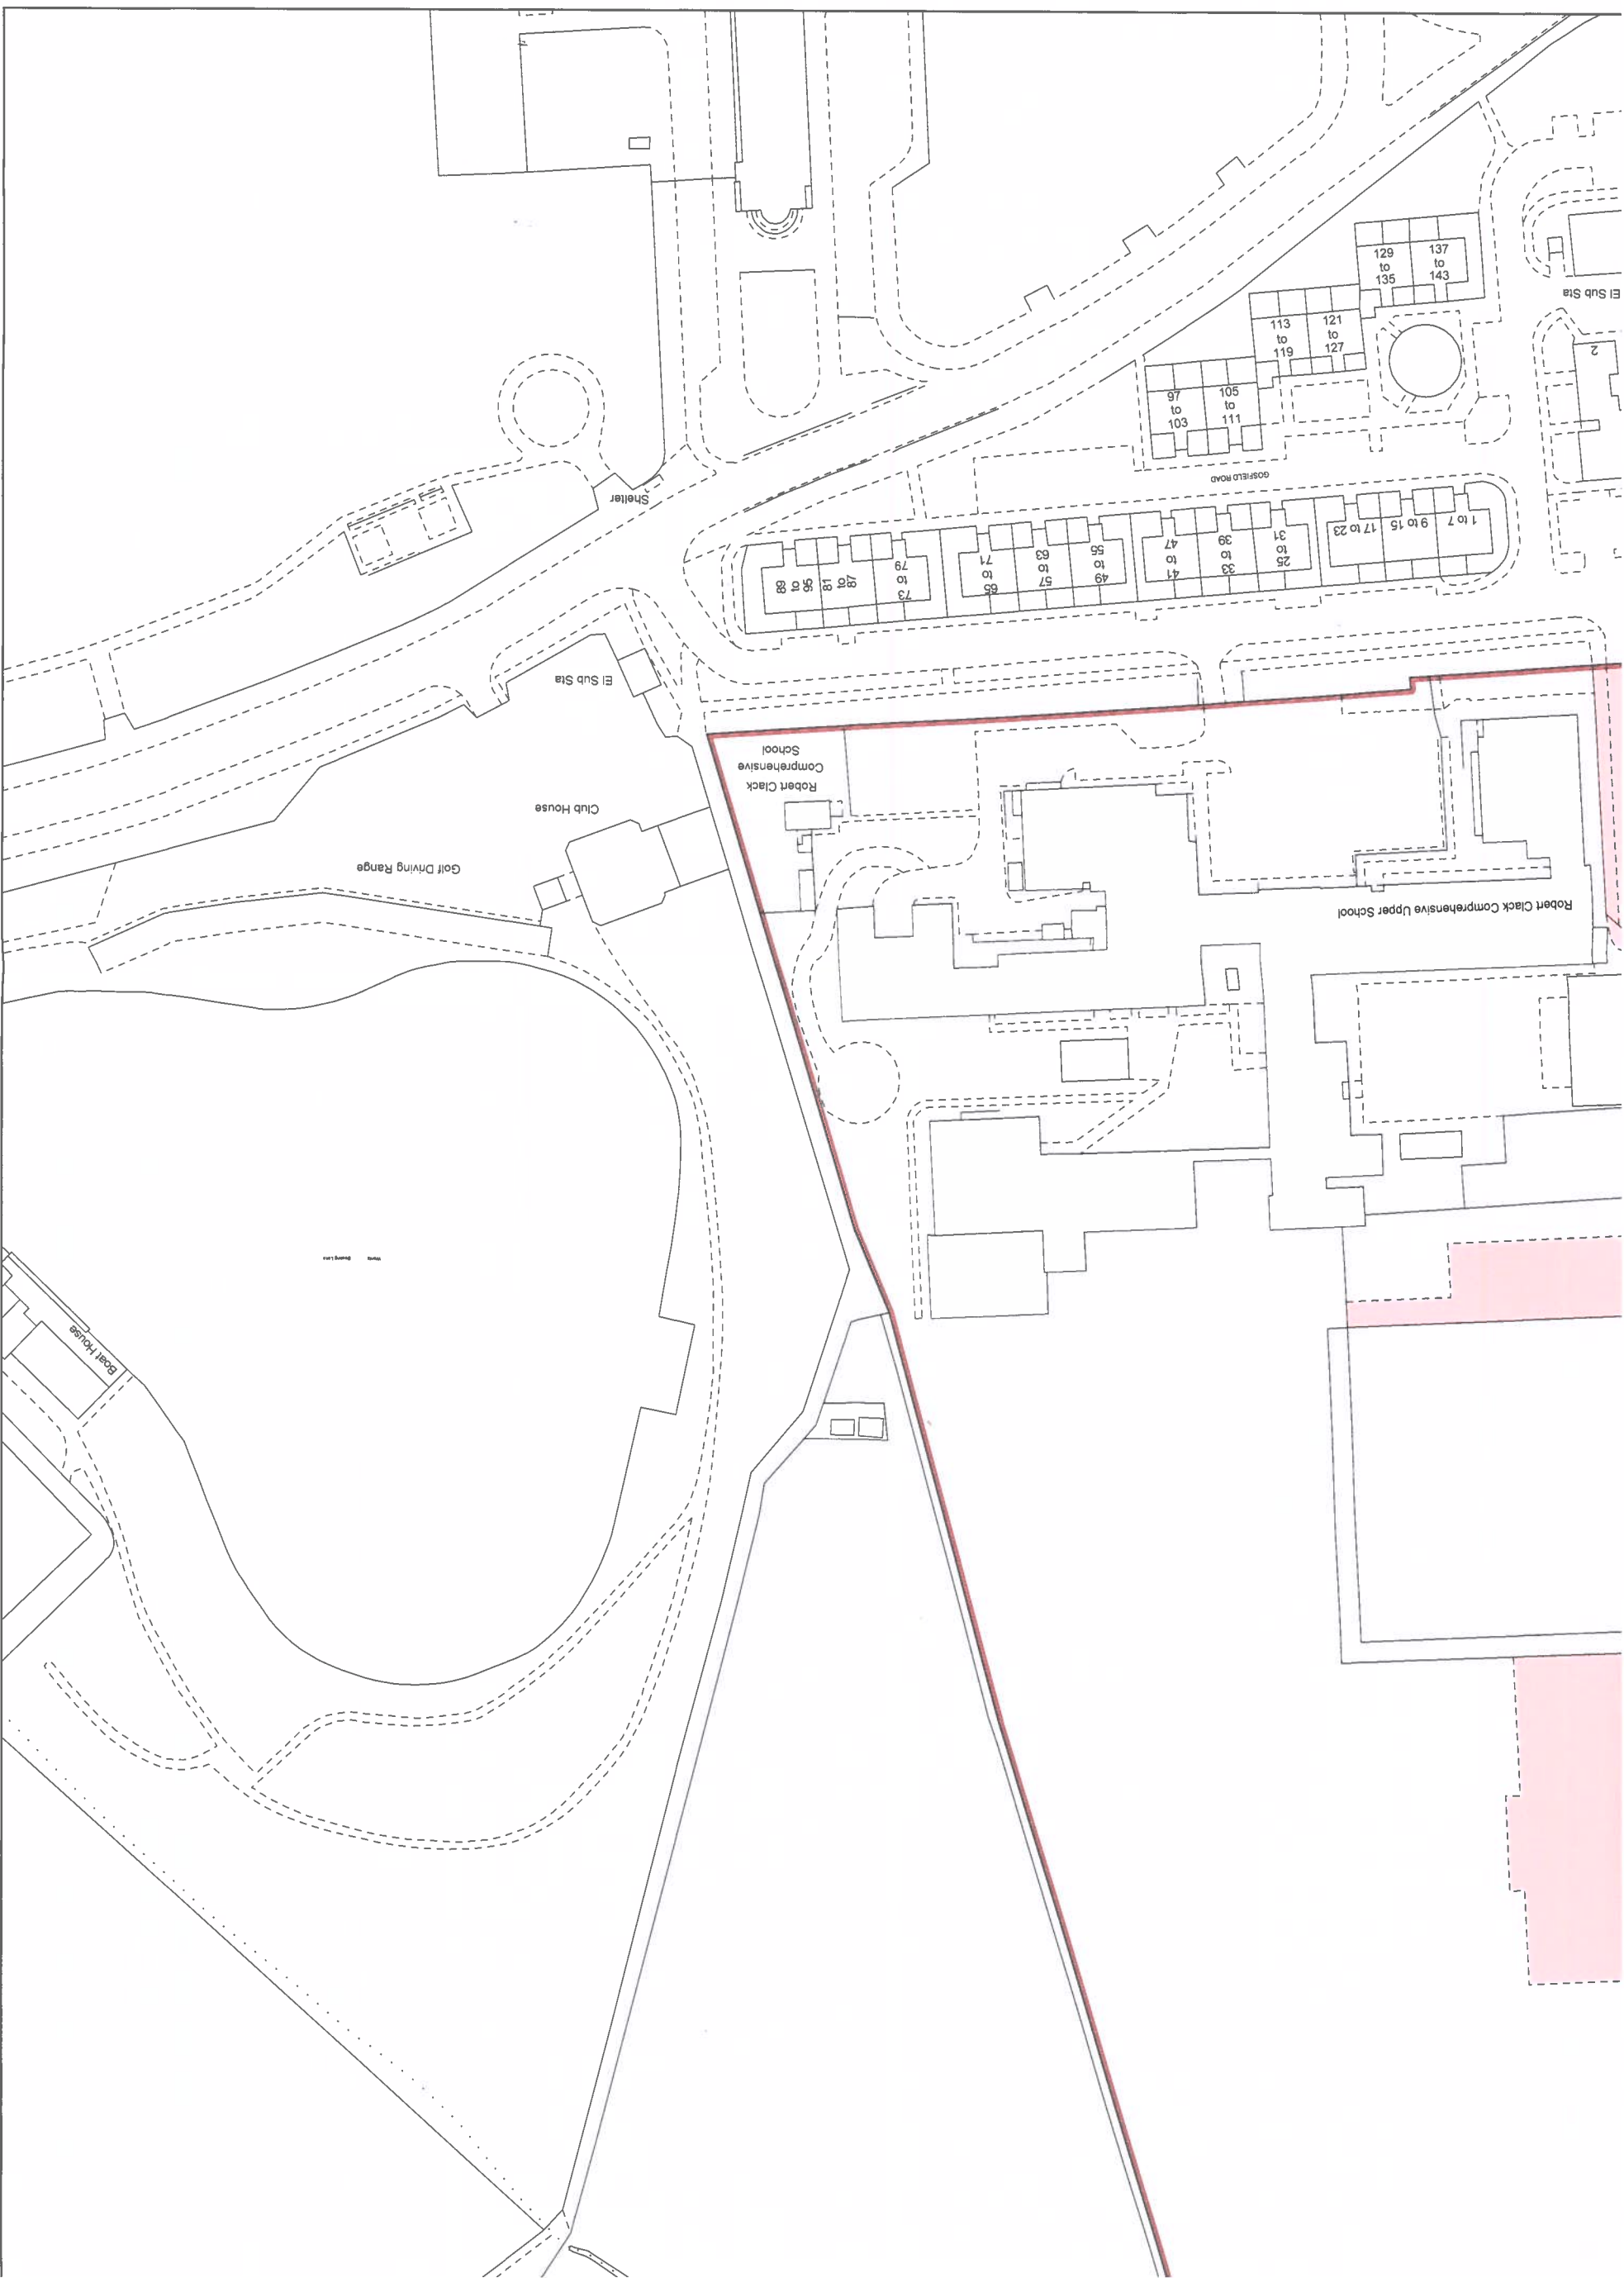 129
to
135
137
to
143
El Sub Sta
113
to
119
121
to
127
2
97
to
103
105
to
111
GOSFIELD ROAD
Shelter
89
to
95
81
to
87
73
to
79
65
to
71
57
to
63
49
to
55
41
to
47
33
to
39
25
to
31
17 to 23
9 to 15
1 to 7
El Sub Sta
Robert Clack
Comprehensive
School
Club House
Golf Driving Range
Robert Clack Comprehensive Upper School
Boat House